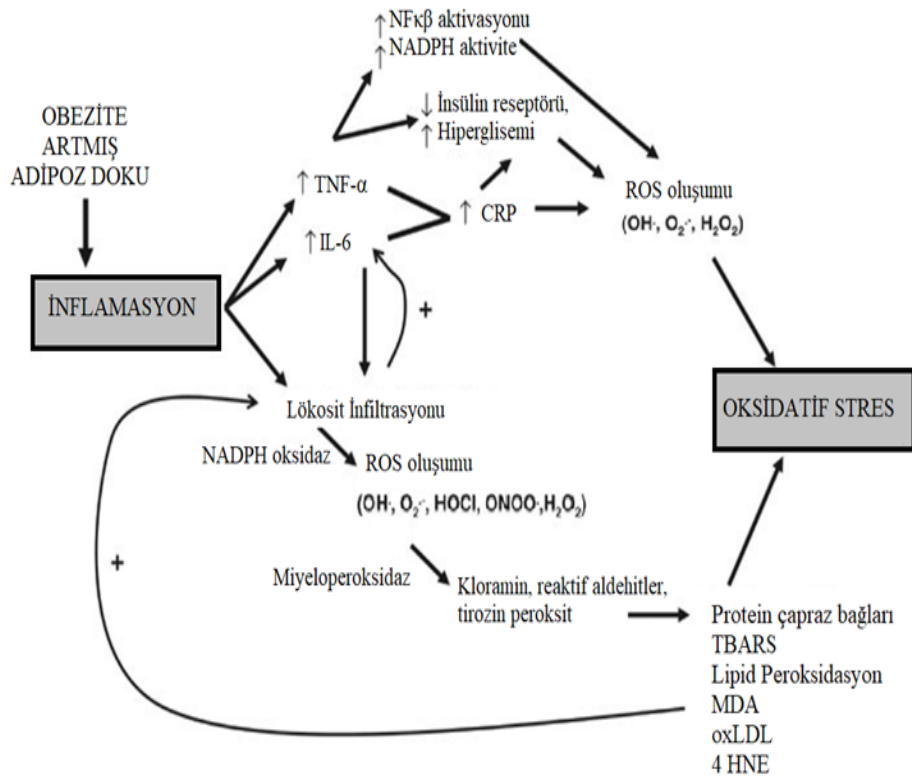 ↑ NFκβ aktivasyonu
↑ NADPH aktivite
↓ İnsülin reseptörü,
↑ Hiperglisemi
OBEZİTE
ARTMIŞ
ADİPOZ DOKU
↑ TNF-α
↑ IL-6
↑ CRP
ROS oluşumu
(OH·, O₂·-, H₂O₂)
İNFLAMASYON
+
Lökosit İnfiltrasyonu
OKSİDATİF STRES
NADPH oksidaz
ROS oluşumu
(OH·, O₂·-, HOCI, ONOO·,H₂O₂)
+
Miyeloperoksidaz
Kloramin, reaktif aldehitler,
tirozin peroksit
Protein çapraz bağları
TBARS
Lipid Peroksidasyon
MDA
oxLDL
4 HNE